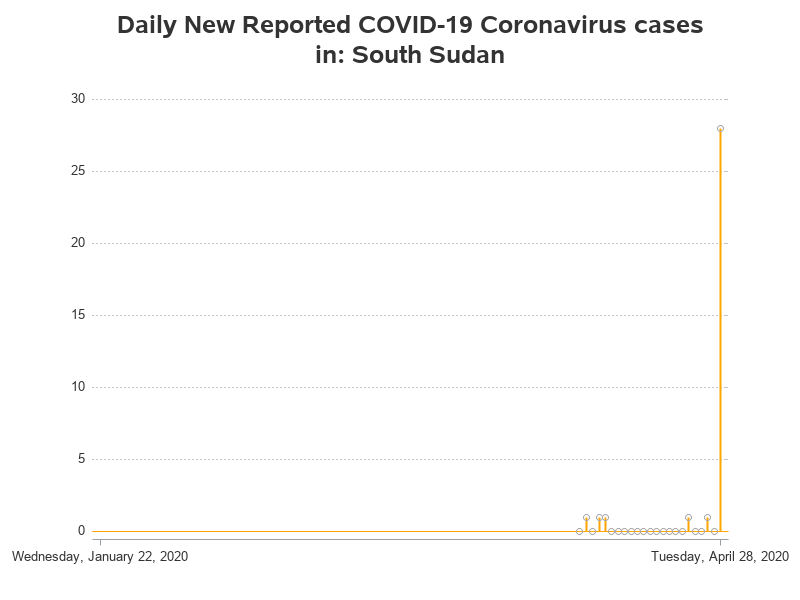 Daily New Reported COVID-19 Coronavirus cases
in: South Sudan
30
25
20
15
10
5
0
Wednesday, January 22, 2020
Tuesday, April 28, 2020